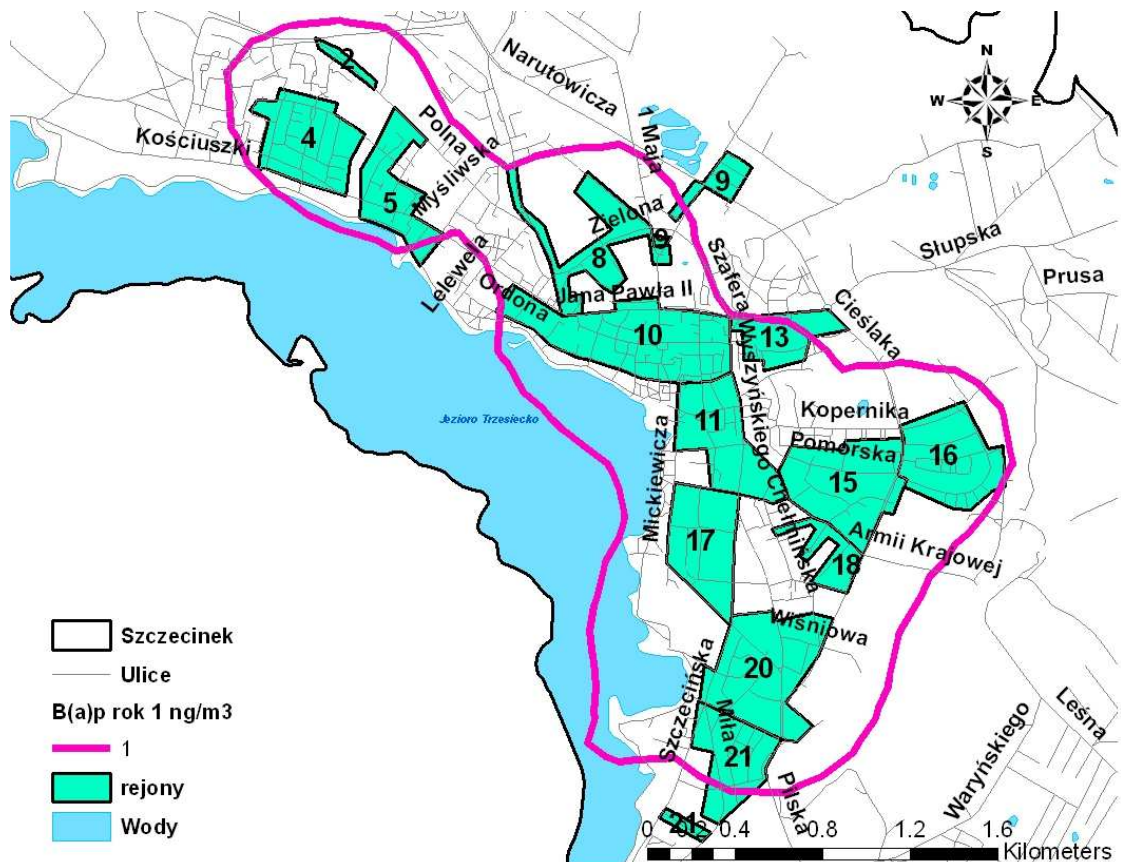 Narutowicza
N
W
E
S
2
1 Maja
Polna
Kościuszki
4
Myśliwska
9
5
Zielona
9
Słupska
8
Szafera
Prusa
Lelewela
Ordona
Jana Pawła II
Cieślaka
10
13
Wyszyńskiego
Jezioro Trzesiecko
11
Kopernika
Mickiewicza
Pomorska
16
15
Chełmińska
17
Armii Krajowej
18
Wiśniowa
Szczecińska
20
Miła
21
Leśna
Waryńskiego
Pilska
21
Szczecinek
Ulice
B(a)p rok 1 ng/m3
1
rejony
Wody
0 0.2 0.4 0.8 1.2 1.6
Kilometers